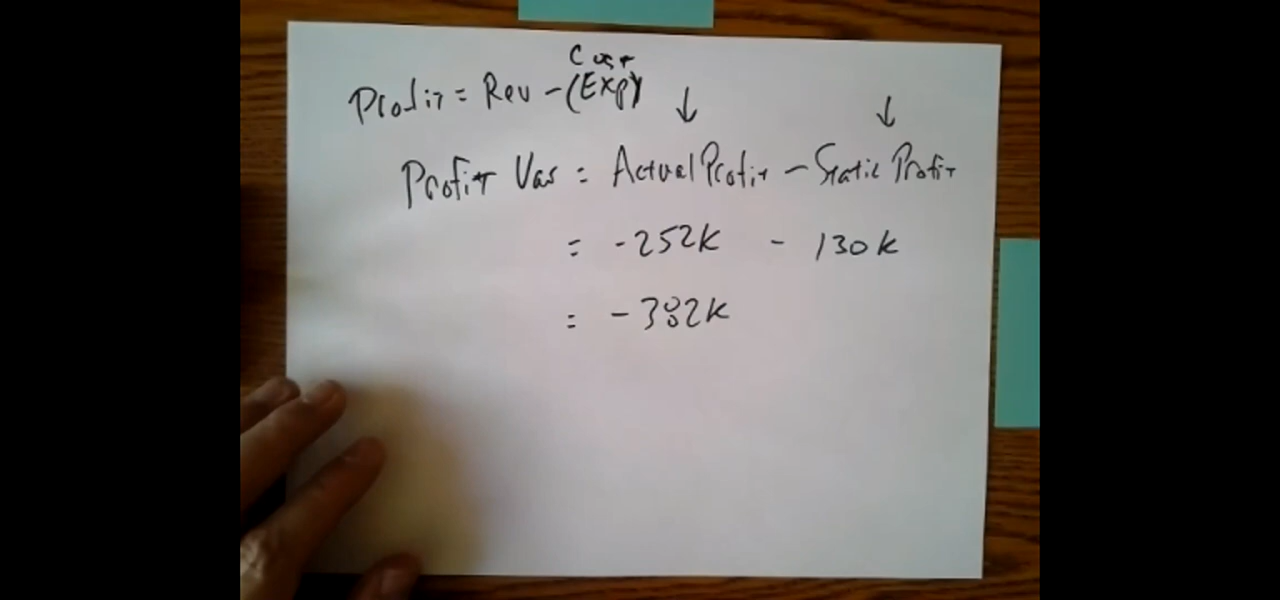 Cost
Profit = Rev - (Exp)
Profit Var = Actual Profit - Static Profit
= -252K - 130K
= -382K